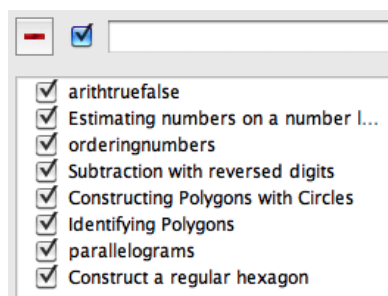 arithtruefalse
Estimating numbers on a number l...
orderingnumbers
Subtraction with reversed digits
Constructing Polygons with Circles
Identifying Polygons
parallelograms
Construct a regular hexagon